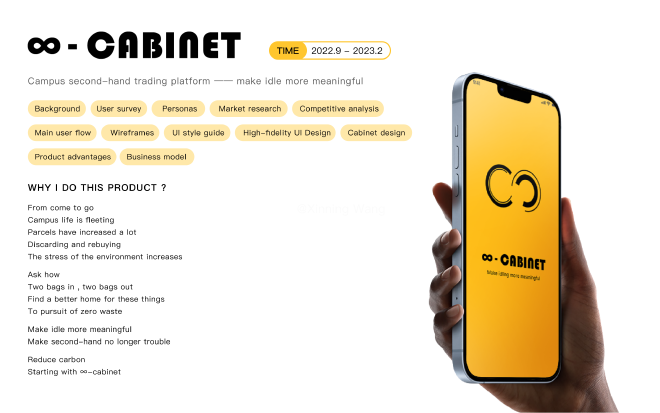 ∞-CABINET
TIME 2022.9 – 2023.2
Campus second-hand trading platform —— make idle more meaningful
Background User survey Personas Market research Competitive analysis
Main user flow Wireframes UI style guide High-fidelity UI Design Cabinet design
Product advantages Business model
WHY I DO THIS PRODUCT ?
From come to go
Campus life is fleeting
Parcels have increased a lot
Discarding and rebuying
The stress of the environment increases
Ask how
Two bags in , two bags out
Find a better home for these things
To pursuit of zero waste
Make idle more meaningful
Make second-hand no longer trouble
Reduce carbon
Starting with ∞-cabinet
∞-CABINET
Make idling more meaningful